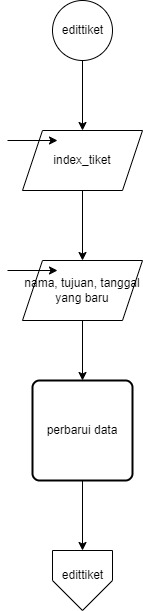 edittiket
index_tiket
nama, tujuan, tanggal
yang baru
perbarui data
edittiket